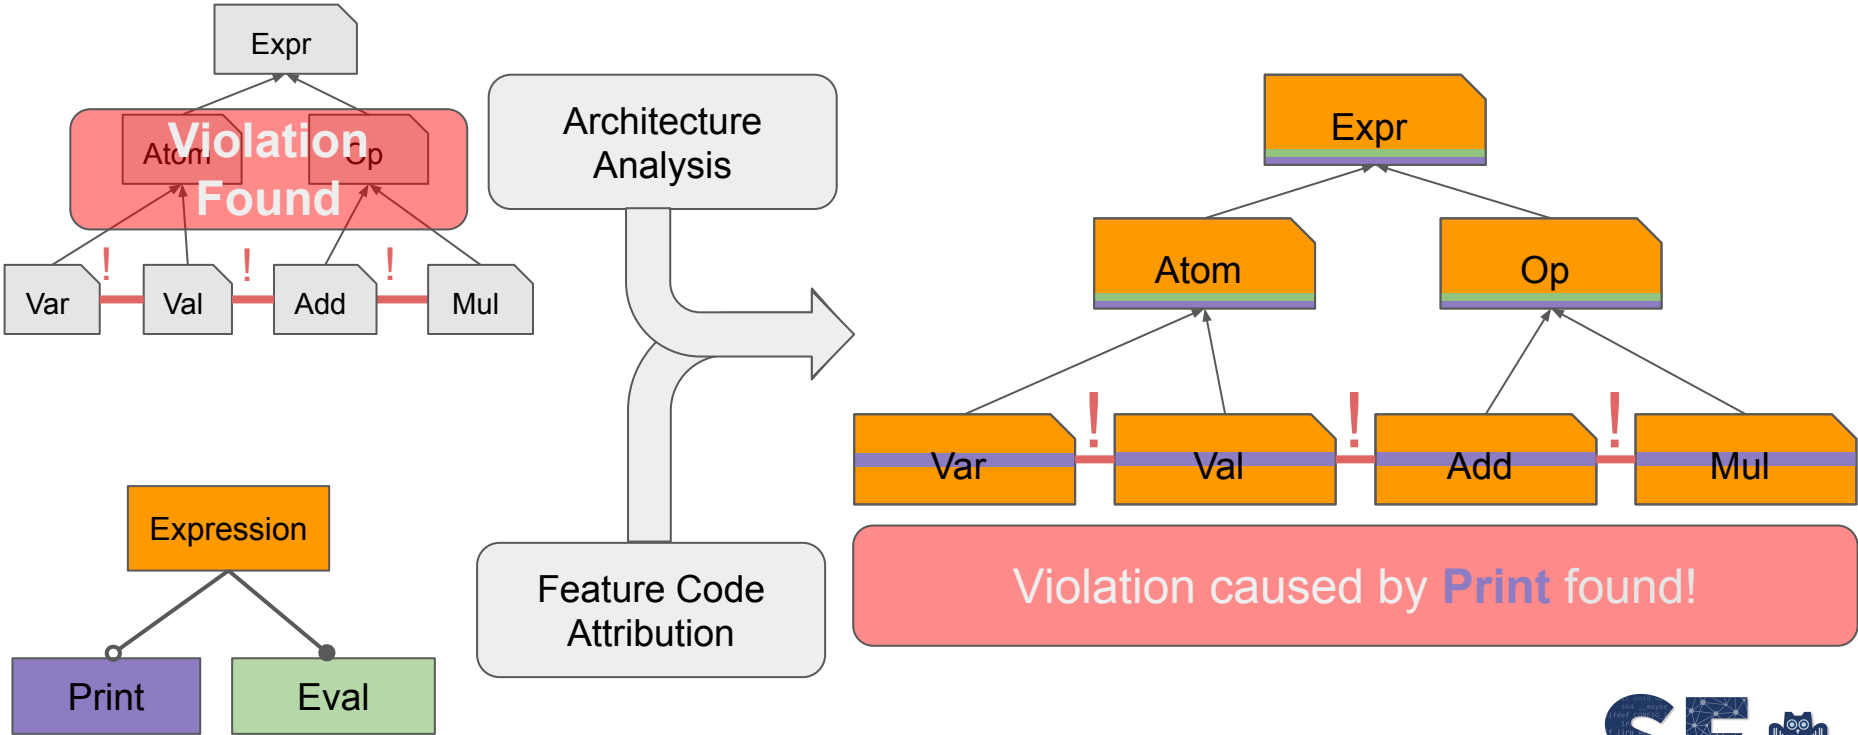 Expr
Atom
Op
Violation
Found
!
!
!
Var
Val
Add
Mul
Expression
Print
Eval
Architecture
Analysis
Feature Code
Attribution
Expr
Atom
Op
!
!
!
Var
Val
Add
Mul
Violation caused by Print found!
SE